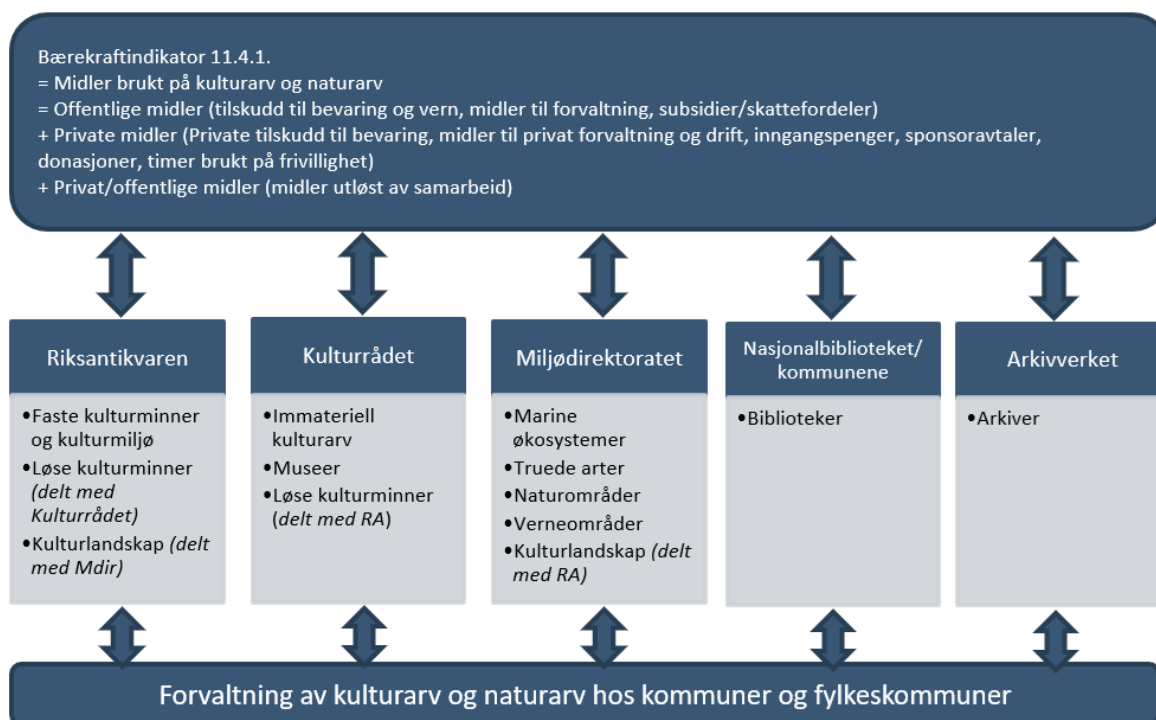 Bærekraftindikator 11.4.1.
= Midler brukt på kulturarv og naturarv
= Offentlige midler (tilskudd til bevaring og vern, midler til forvaltning, subsidier/skattefordeler)
+ Private midler (Private tilskudd til bevaring, midler til privat forvaltning og drift, inngangspenger, sponsoravtaler,
donasjoner, timer brukt på frivillighet)
+ Privat/offentlige midler (midler utløst av samarbeid)
Riksantikvaren
•Faste kulturminner
og kulturmiljø
•Løse kulturminner
(delt med
Kulturrådet)
•Kulturlandskap (delt
med Mdir)
Kulturrådet
•Immateriell
kulturarv
•Museer
•Løse kulturminner
(delt med RA)
Miljødirektoratet
•Marine
økosystemer
•Truede arter
•Naturområder
•Verneområder
•Kulturlandskap (delt
med RA)
Nasjonalbiblioteket/
kommunene
•Biblioteker
Arkivverket
•Arkiver
Forvaltning av kulturarv og naturarv hos kommuner og fylkeskommuner